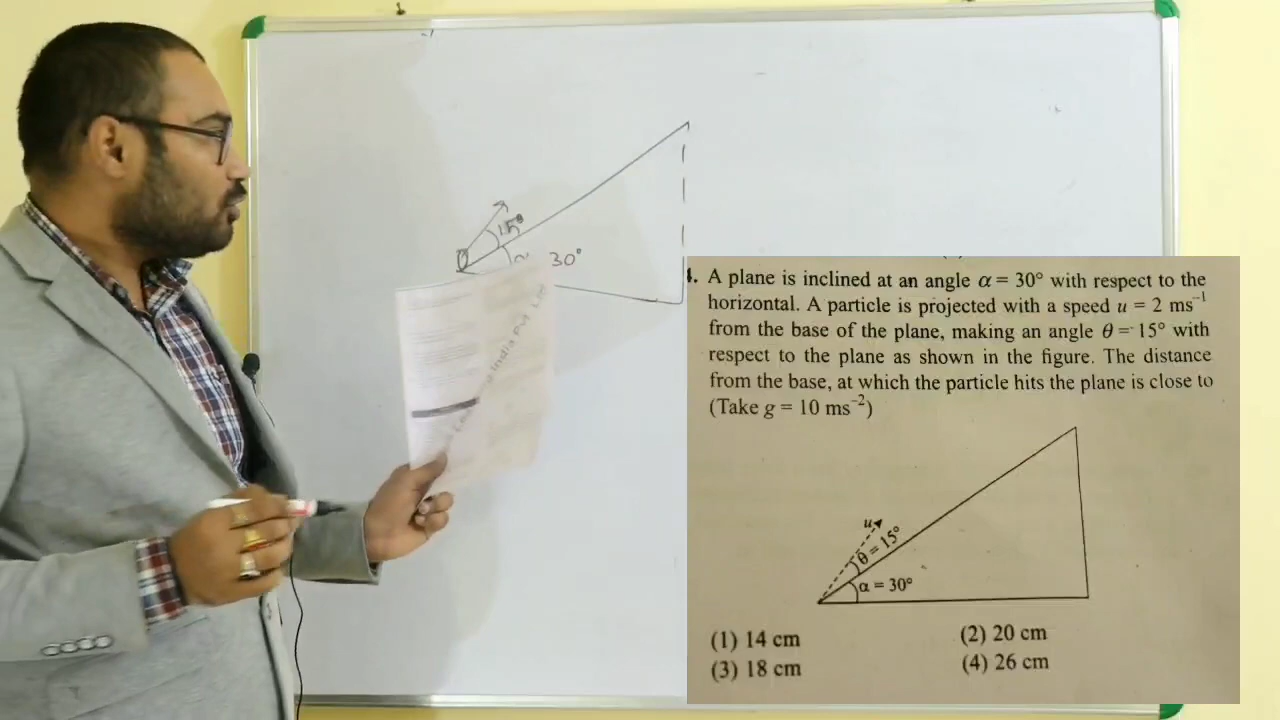 15°
30°
4. A plane is inclined at an angle α = 30° with respect to the
horizontal. A particle is projected with a speed u = 2 ms⁻¹
from the base of the plane, making an angle θ = 15° with
respect to the plane as shown in the figure. The distance
from the base, at which the particle hits the plane is close to
(Take g = 10 ms⁻²)
u
θ = 15°
α = 30°
(1) 14 cm (2) 20 cm
(3) 18 cm (4) 26 cm